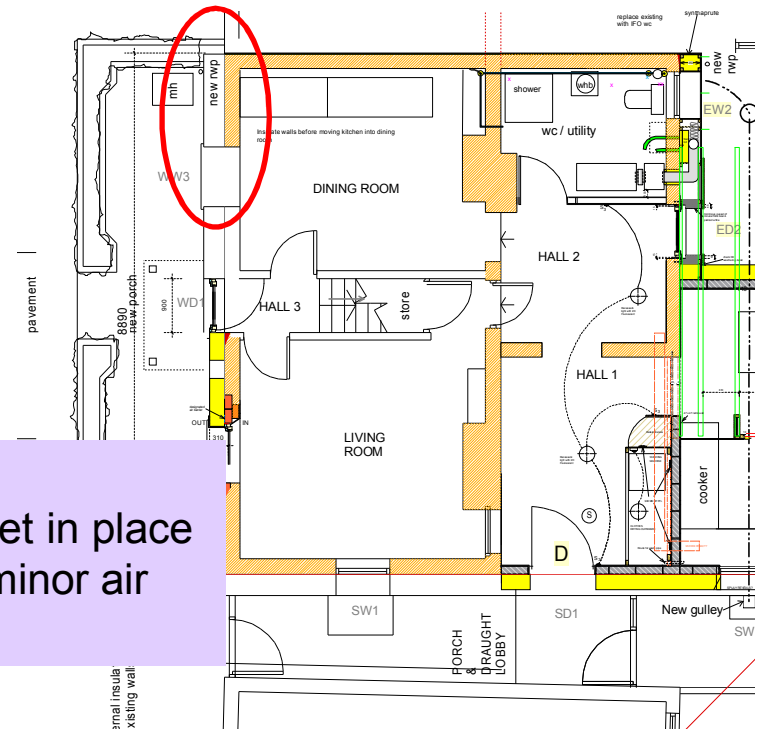 replace existing
with IFO wc
synthaprute
new
rwp
new rwp
mh
shower
whb
EW2
Insulate walls before moving kitchen into dining
room
wc / utility
WW3
DINING ROOM
ED2
HALL 2
pavement
8890
new porch
900
WD1
HALL 3
store
HALL 1
OUT
IN
310
LIVING
ROOM
cooker
S
D
et in place
minor air
SW1
PORCH
&
DRAUGHT
LOBBY
SD1
New gulley
SW
ernal insula
xisting walls